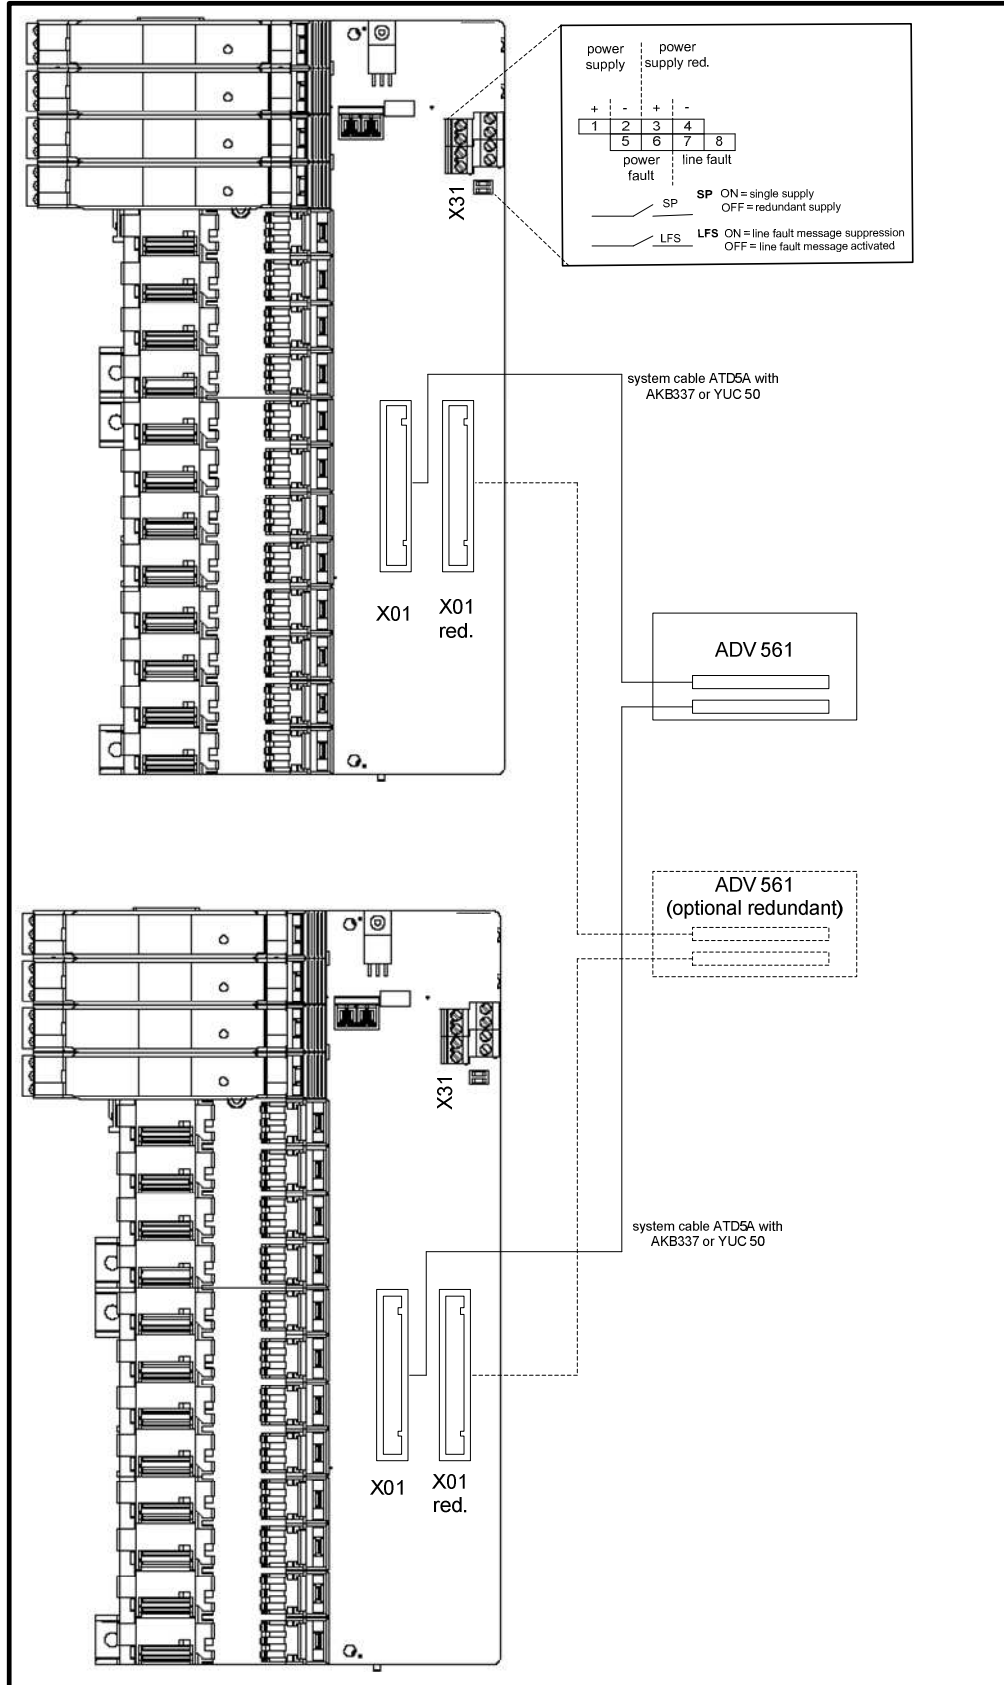 power power
supply supply red.
+ - + -
1 2 3 4
5 6 7 8
power line fault
fault
SP SP ON = single supply
OFF = redundant supply
LFS LFS ON = line fault message suppression
OFF = line fault message activated
X31
system cable ATD5A with
AKB337 or YUC 50
X01 X01
red.
ADV 561
ADV 561
(optional redundant)
X31
system cable ATD5A with
AKB337 or YUC 50
X01 X01
red.